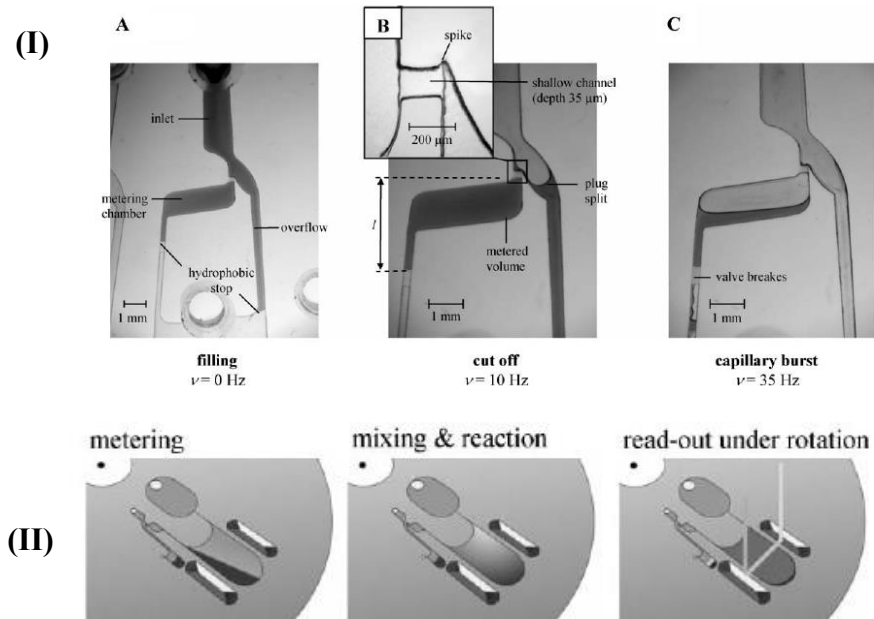 (I)
A
B
C
spike
shallow channel
(depth 35 µm)
200 µm
inlet
metering
chamber
overflow
hydrophobic
stop
1 mm
l
plug
split
metered
volume
1 mm
valve breakes
1 mm
filling
ν = 0 Hz
cut off
ν = 10 Hz
capillary burst
ν = 35 Hz
(II)
metering
mixing & reaction
read-out under rotation